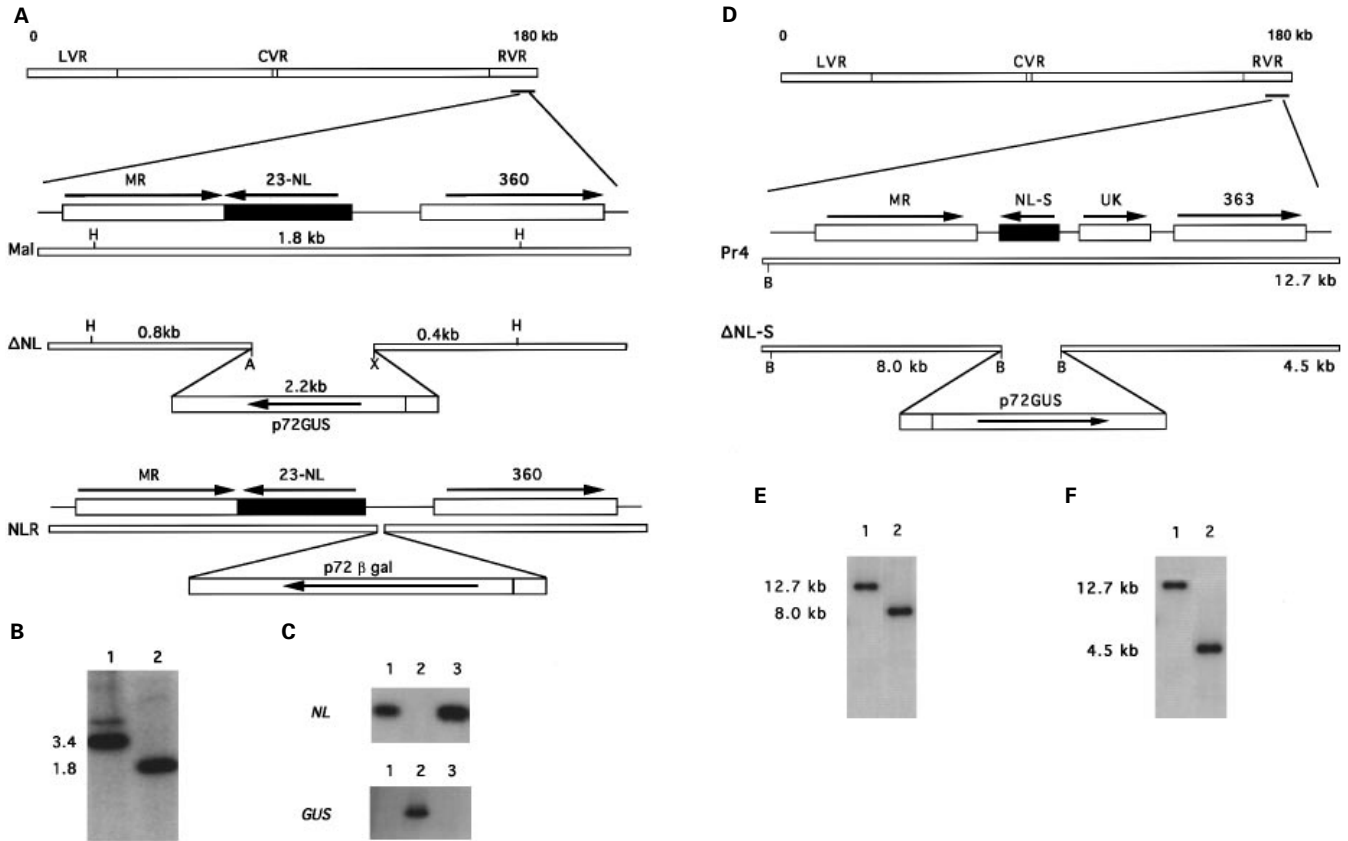 A
0 180 kb
LVR CVR RVR
MR 23-NL 360
H 1.8 kb H
Mal
H 0.8kb 0.4kb H
ΔNL
A X
2.2kb
p72GUS
MR 23-NL 360
NLR
p72 β gal
B
1 2
3.4
1.8
C
1 2 3
NL
1 2 3
GUS
D
0 180 kb
LVR CVR RVR
MR NL-S UK 363
Pr4
B 12.7 kb
ΔNL-S
B 8.0 kb B B 4.5 kb
p72GUS
E
1 2
12.7 kb
8.0 kb
F
1 2
12.7 kb
4.5 kb